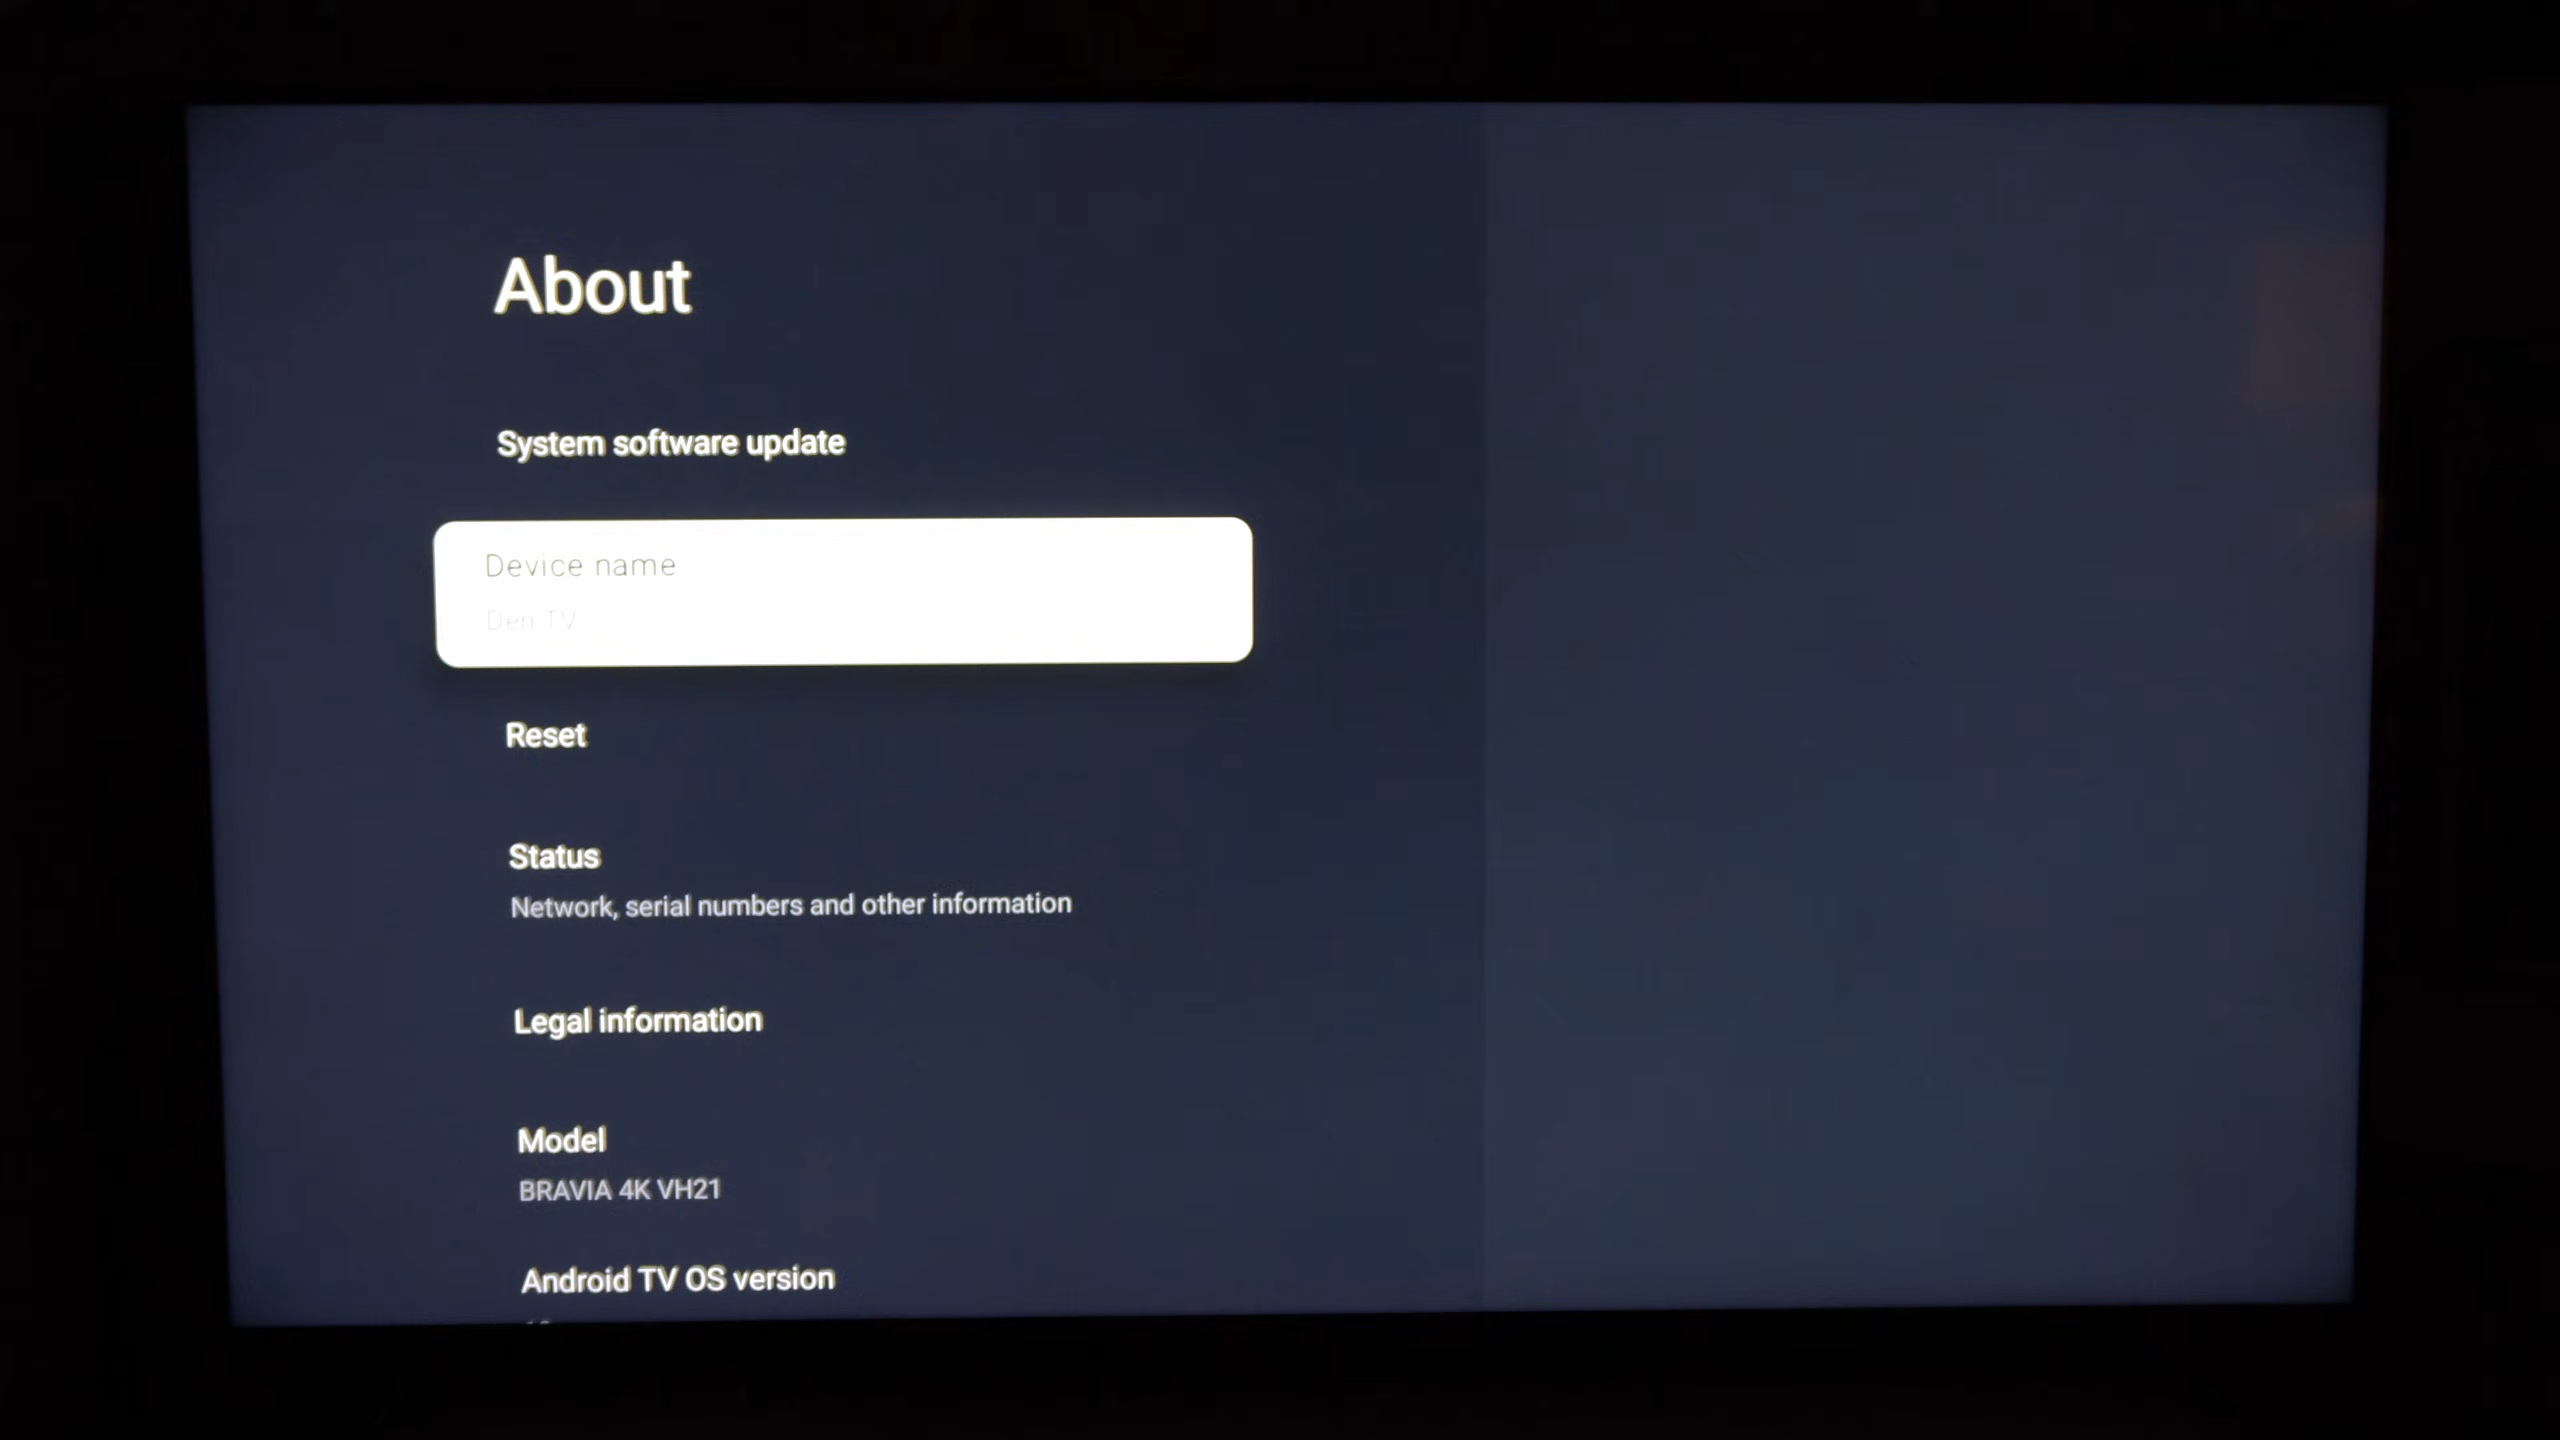 About
System software update
Device name
Den TV
Reset
Status
Network, serial numbers and other information
Legal information
Model
BRAVIA 4K VH21
Android TV OS version